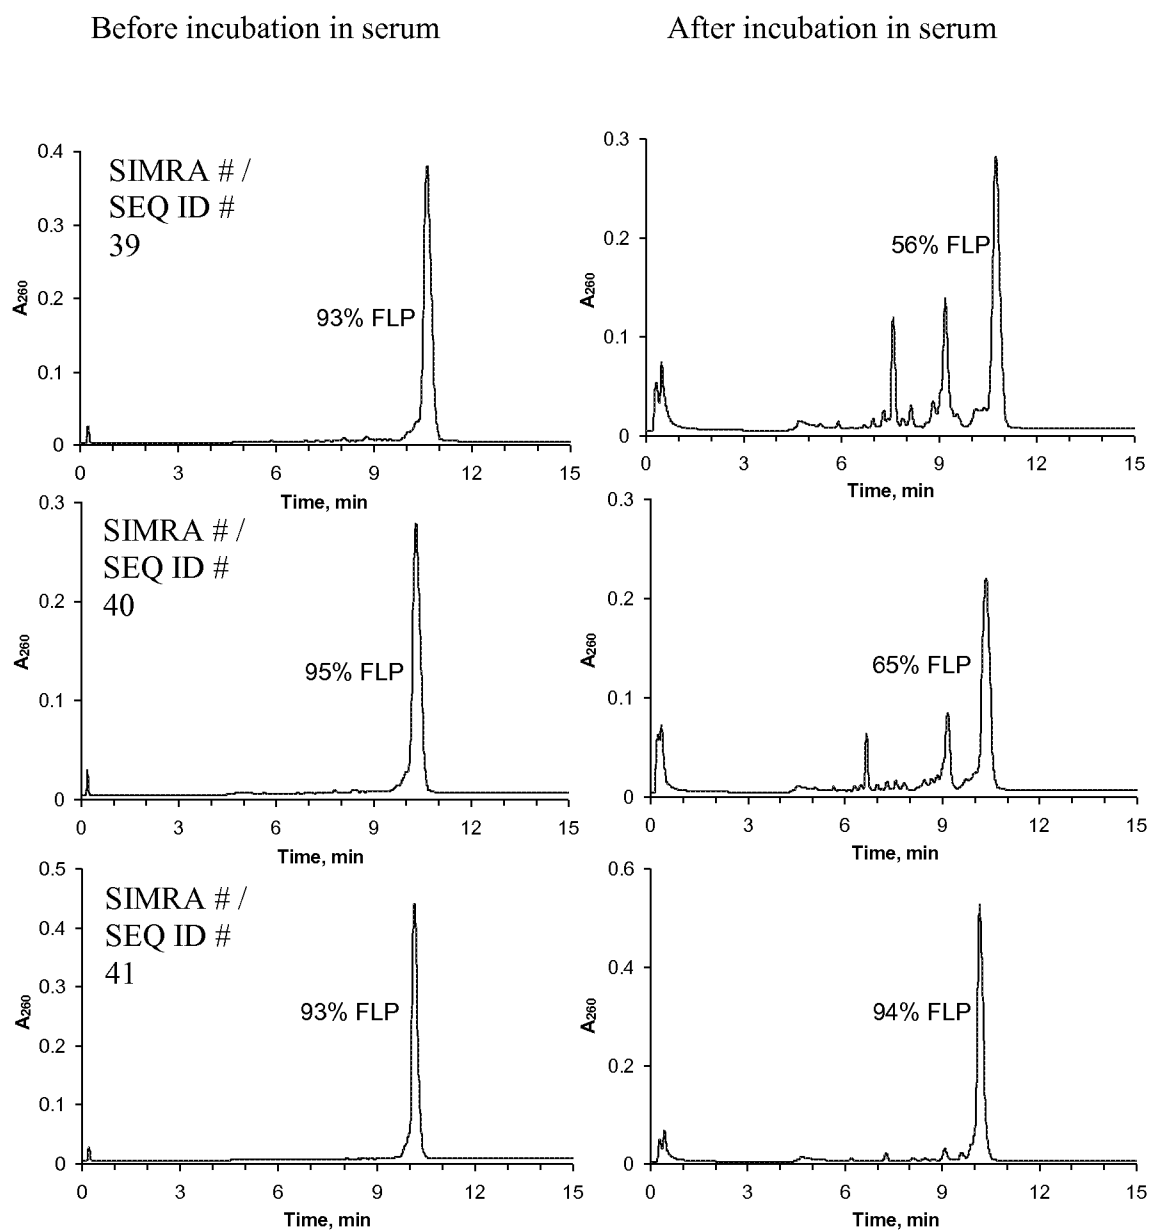 Before incubation in serum
After incubation in serum
0.4
0.3
0.2
0.1
0
A260
SIMRA # /
SEQ ID #
39
93% FLP
0 3 6 9 12 15
Time, min
0.3
0.2
0.1
0
A260
56% FLP
0 3 6 9 12 15
Time, min
0.3
0.2
0.1
0
A260
SIMRA # /
SEQ ID #
40
95% FLP
0 3 6 9 12 15
Time, min
0.3
0.2
0.1
0
A260
65% FLP
0 3 6 9 12 15
Time, min
0.5
0.4
0.3
0.2
0.1
0
A260
SIMRA # /
SEQ ID #
41
93% FLP
0 3 6 9 12 15
Time, min
0.6
0.4
0.2
0
A260
94% FLP
0 3 6 9 12 15
Time, min